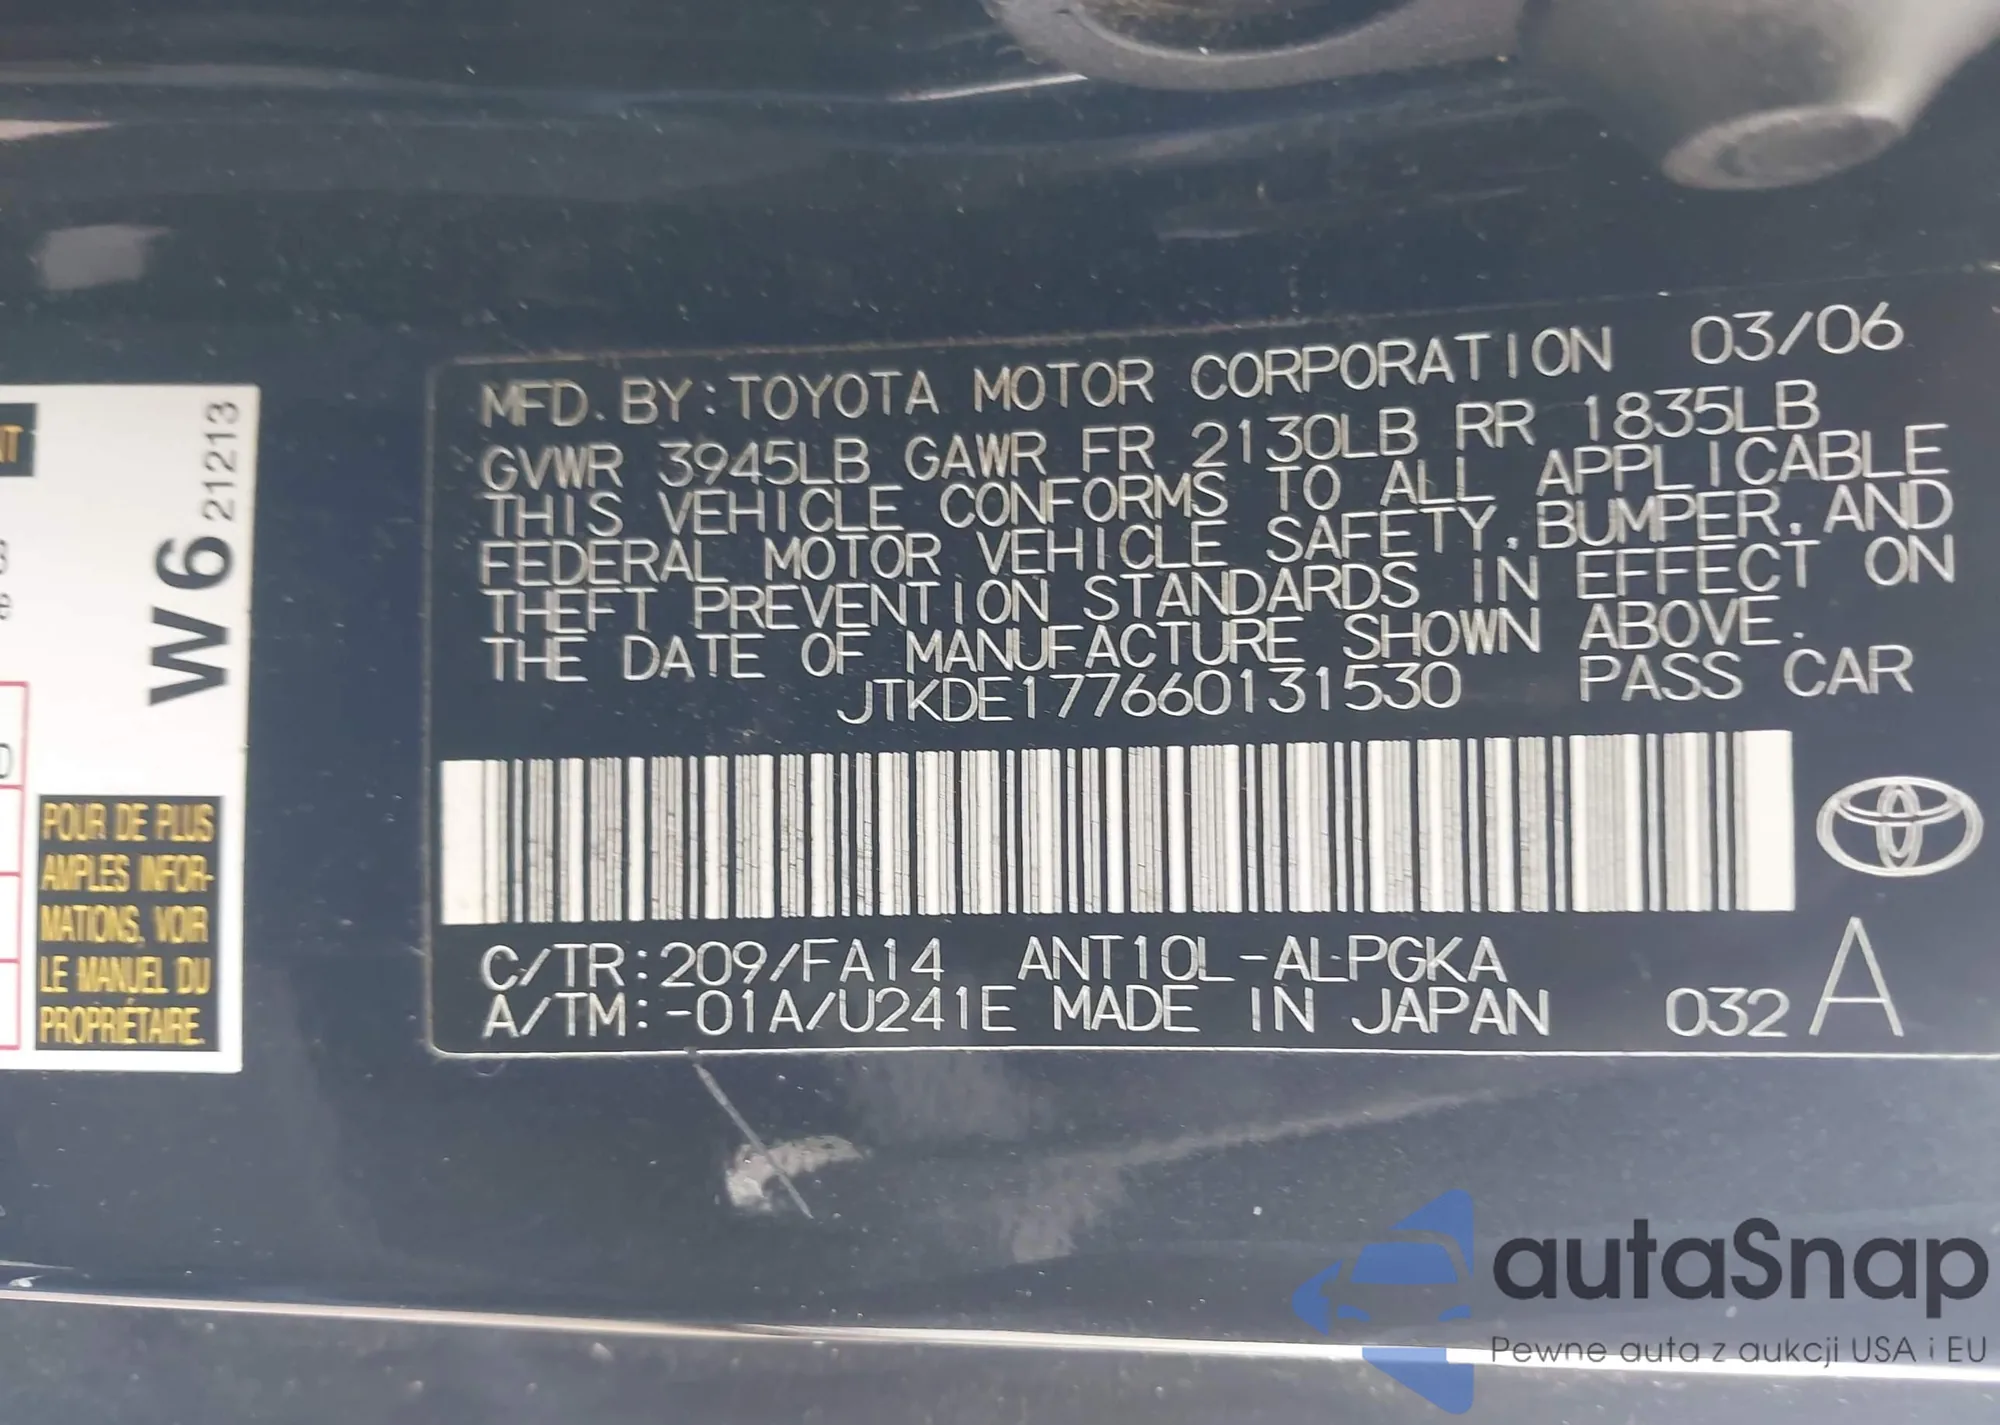 MFD. BY: TOYOTA MOTOR CORPORATION 03/06
GVWR 3945LB GAWR FR 2130LB RR 1835LB
THIS VEHICLE CONFORMS TO ALL APPLICABLE
FEDERAL MOTOR VEHICLE SAFETY, BUMPER, AND
THEFT PREVENTION STANDARDS IN EFFECT ON
THE DATE OF MANUFACTURE SHOWN ABOVE.
JTKDE177660131530 PASS CAR
C/TR: 209/FA14 ANT10L-ALPGKA
A/TM: -01A/U241E MADE IN JAPAN 032 A
W6 21213
POUR DE PLUS
AMPLES INFOR-
MATIONS, VOIR
LE MANUEL DU
PROPRIÉTAIRE.
autaSnap
Pewne auta z aukcji USA i EU